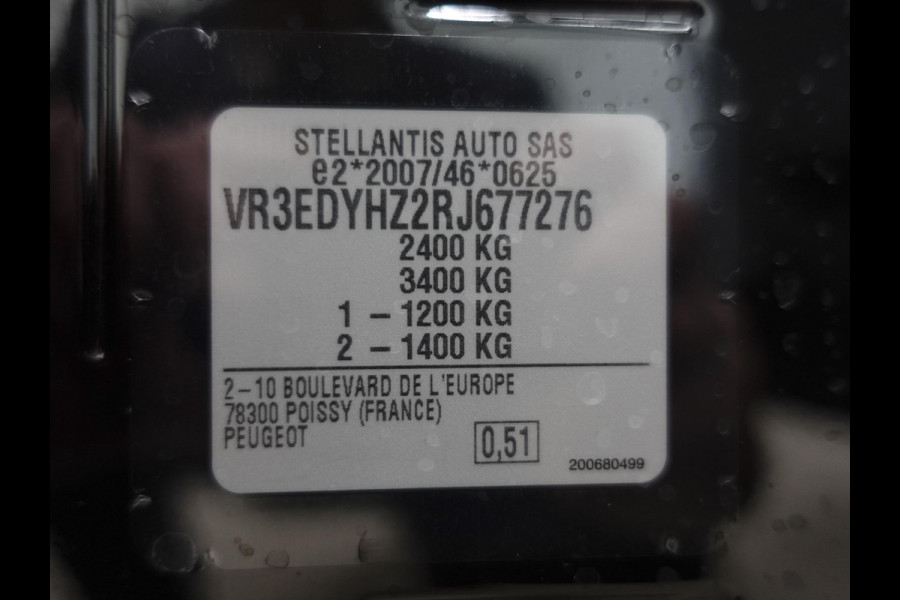 STELLANTIS AUTO SAS
e2*2007/46*0625
VR3EDYHZ2RJ677276
2400 KG
3400 KG
1 – 1200 KG
2 – 1400 KG
2–10 BOULEVARD DE L'EUROPE
78300 POISSY (FRANCE)
PEUGEOT
0,51
200680499